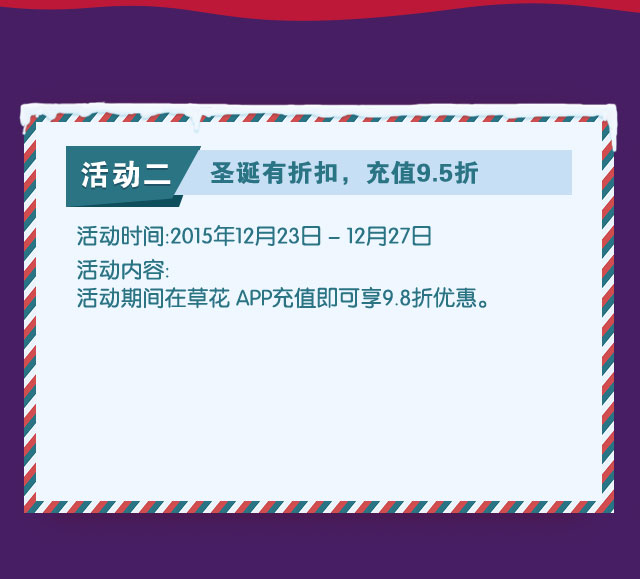 活动二
圣诞有折扣，充值9.5折
活动时间:2015年12月23日 – 12月27日
活动内容:
活动期间在草花 APP充值即可享9.8折优惠。